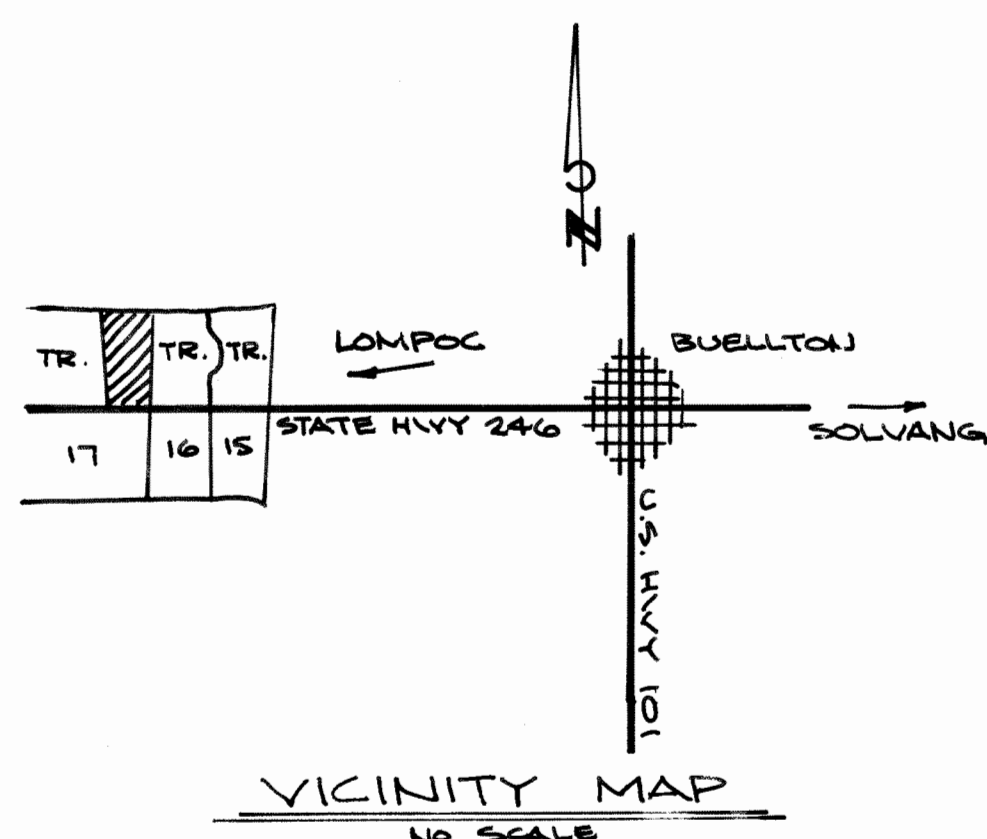 N
LOMPOC
BUELLTON
TR.
TR.
TR.
STATE HWY 246
SOLVANG
17
16
15
U.S. HWY 101
VICINITY MAP
NO SCALE